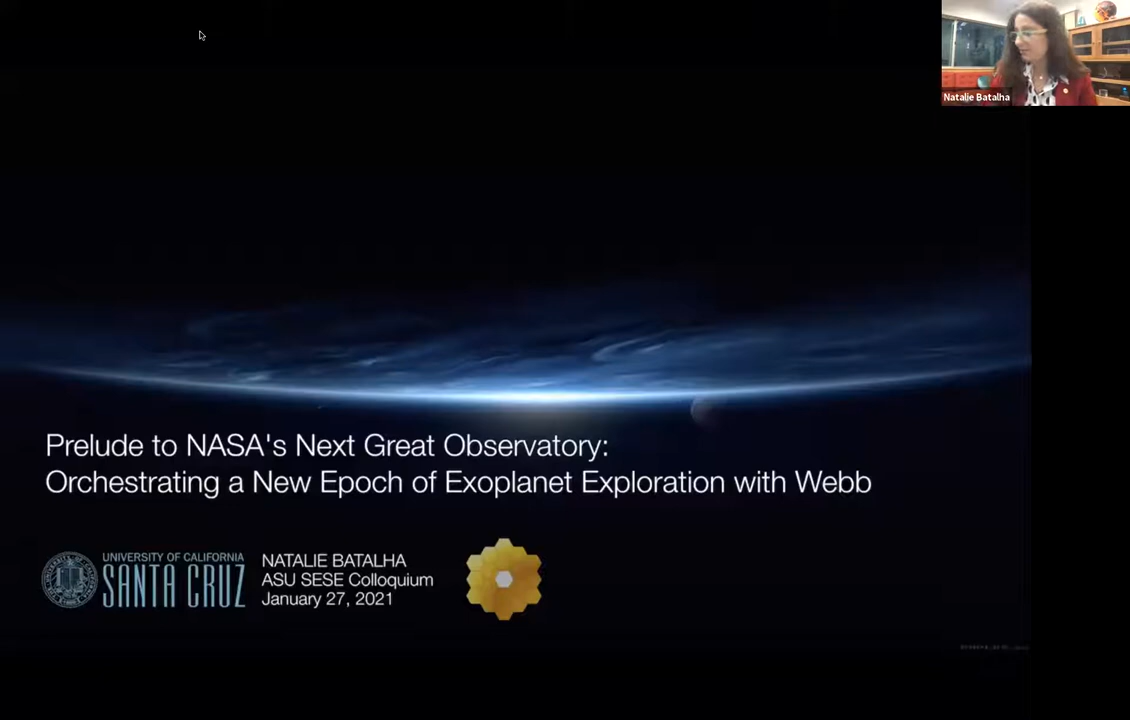 Natalie Batalha
Prelude to NASA's Next Great Observatory:
Orchestrating a New Epoch of Exoplanet Exploration with Webb
UNIVERSITY OF CALIFORNIA
SANTA CRUZ
NATALIE BATALHA
ASU SESE Colloquium
January 27, 2021